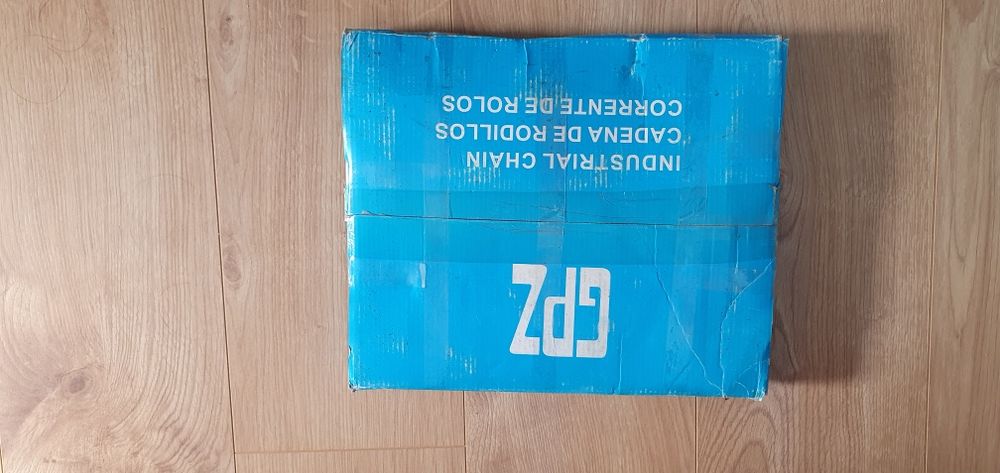 GPZ
INDUSTRIAL CHAIN
CADENA DE RODILLOS
CORRENTE DE ROLOS